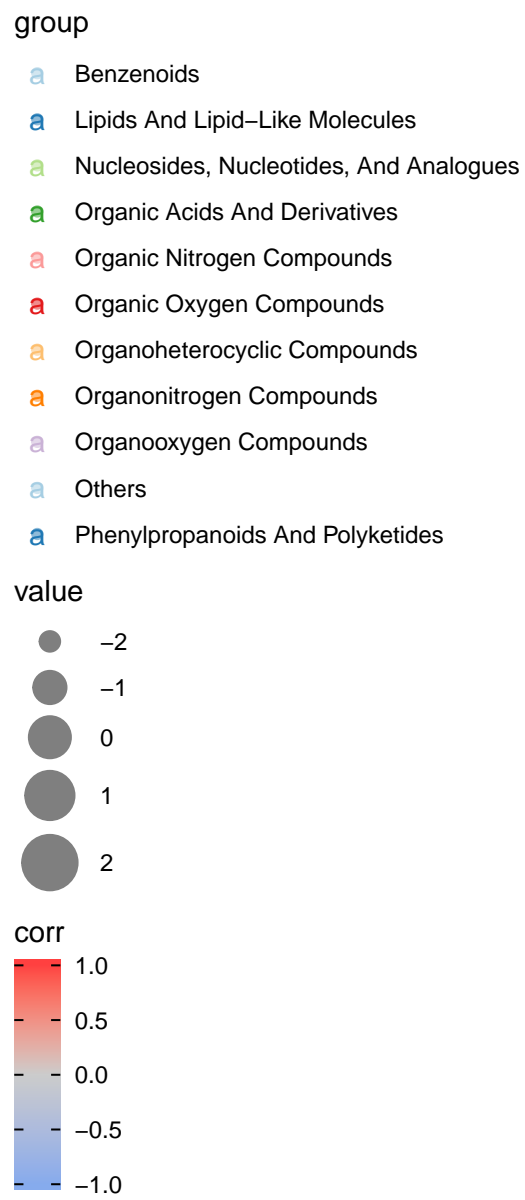 group
a Benzenoids
a Lipids And Lipid−Like Molecules
a Nucleosides, Nucleotides, And Analogues
a Organic Acids And Derivatives
a Organic Nitrogen Compounds
a Organic Oxygen Compounds
a Organoheterocyclic Compounds
a Organonitrogen Compounds
a Organooxygen Compounds
a Others
a Phenylpropanoids And Polyketides
value
−2
−1
0
1
2
corr
1.0
0.5
0.0
−0.5
−1.0